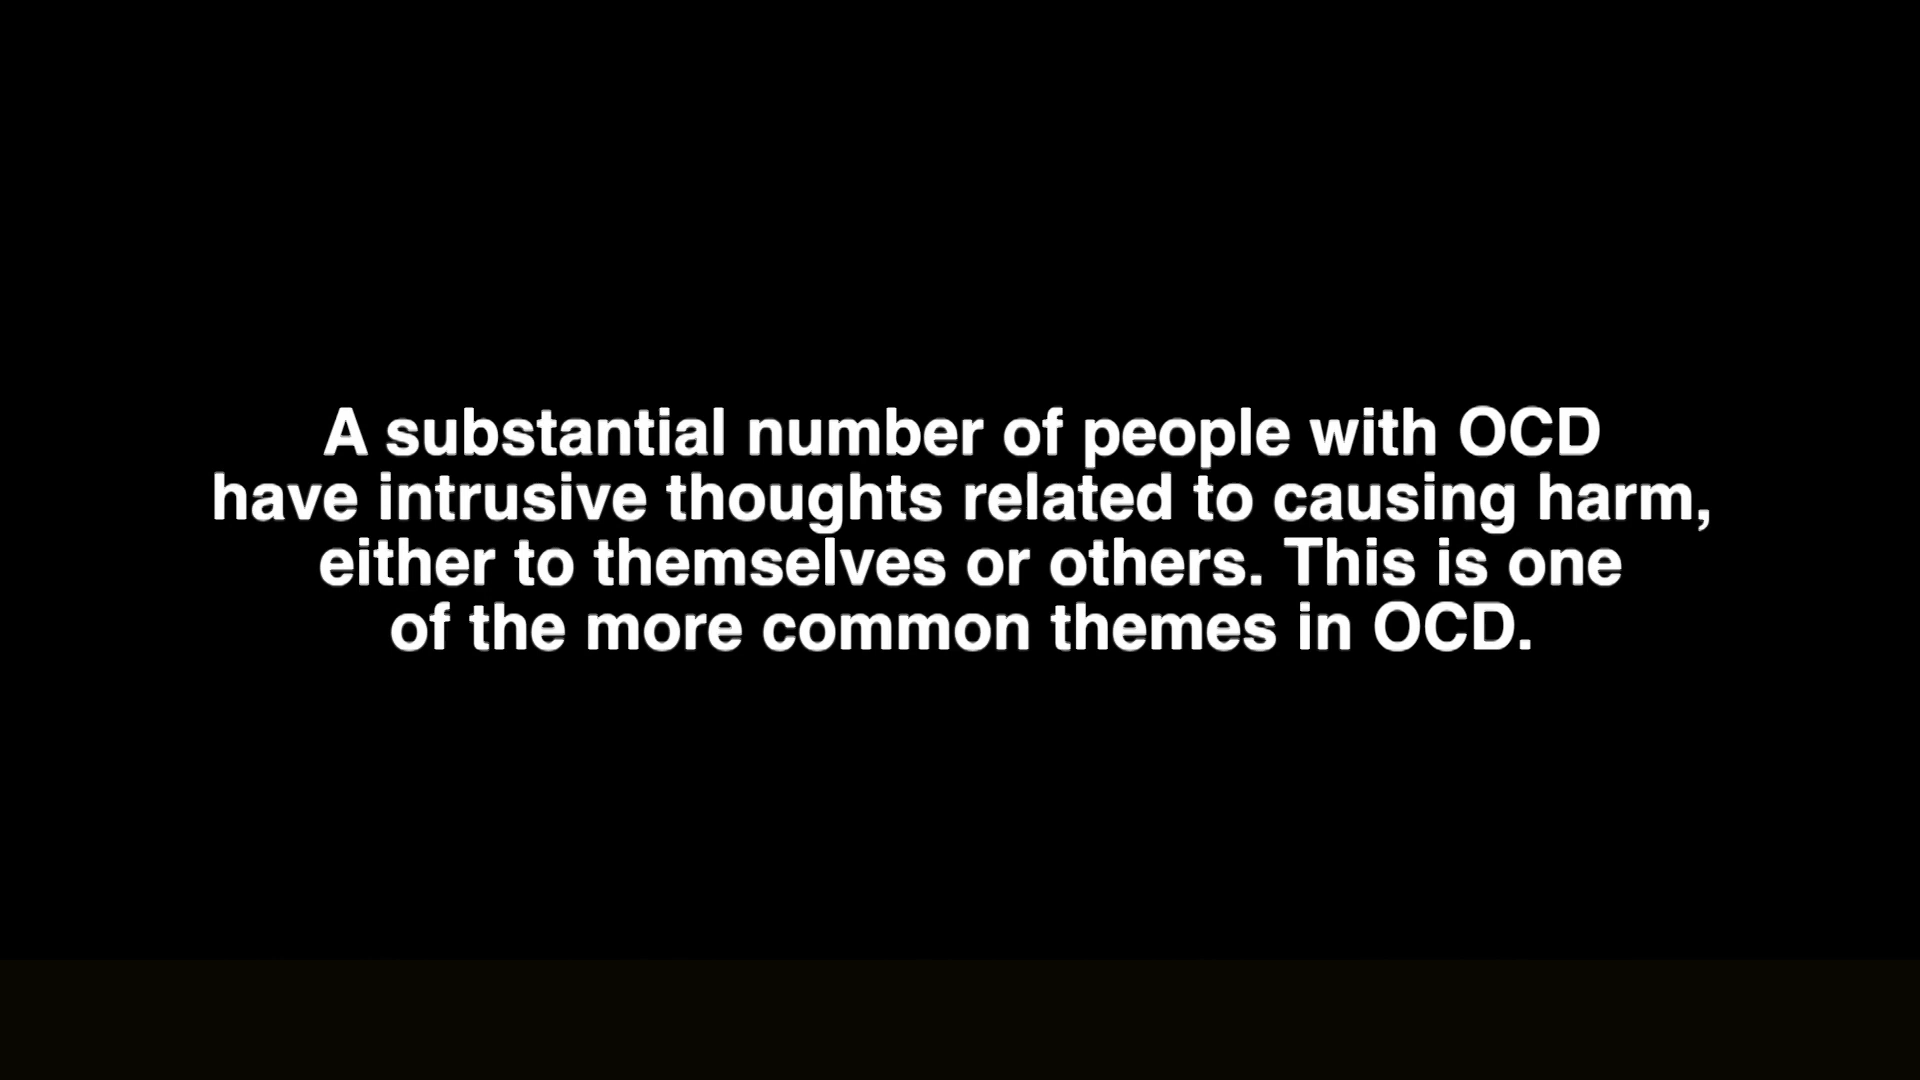 A substantial number of people with OCD
have intrusive thoughts related to causing harm,
either to themselves or others. This is one
of the more common themes in OCD.